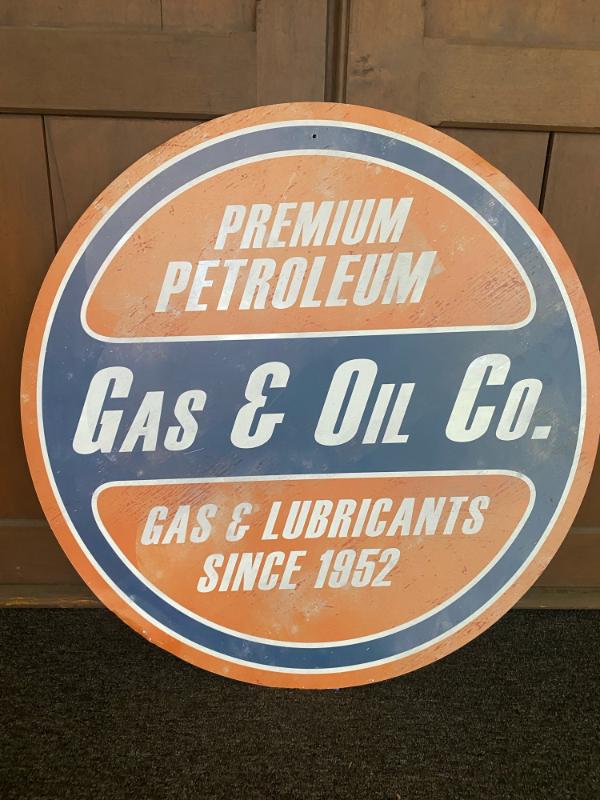 PREMIUM
PETROLEUM
GAS & OIL CO.
GAS & LUBRICANTS
SINCE 1952